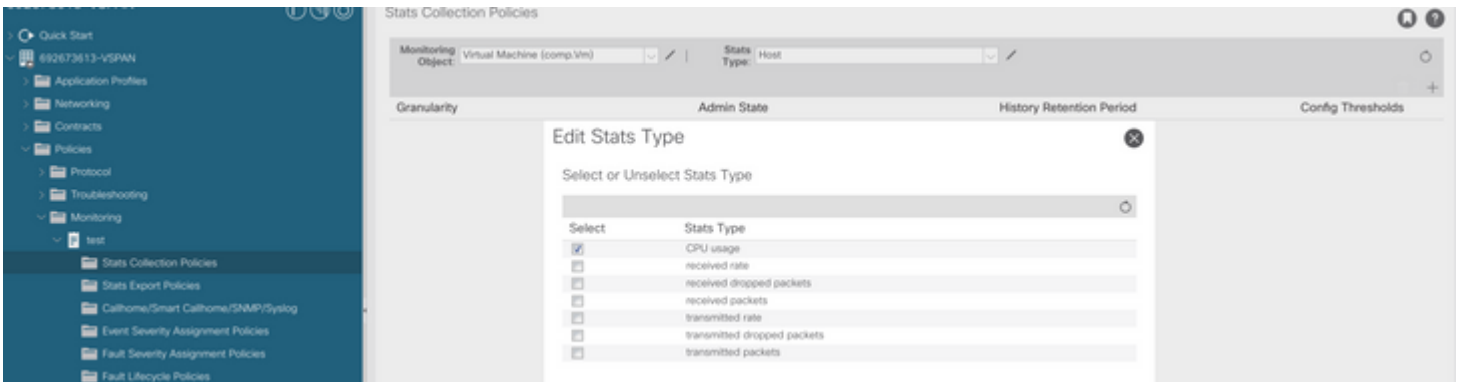 Stats Collection Policies
Quick Start
692673613-VSPAN
Monitoring Object: Virtual Machine (comp.Vm)
Stats Type: Host
Application Profiles
Networking
Granularity Admin State History Retention Period Config Thresholds
Contracts
Policies
Edit Stats Type
Protocol
Select or Unselect Stats Type
Troubleshooting
Monitoring
test
Select Stats Type
CPU usage
Stats Collection Policies
received rate
Stats Export Policies
received dropped packets
received packets
Callhome/Smart Callhome/SNMP/Syslog
transmitted rate
Event Severity Assignment Policies
transmitted dropped packets
Fault Severity Assignment Policies
transmitted packets
Fault Lifecycle Policies